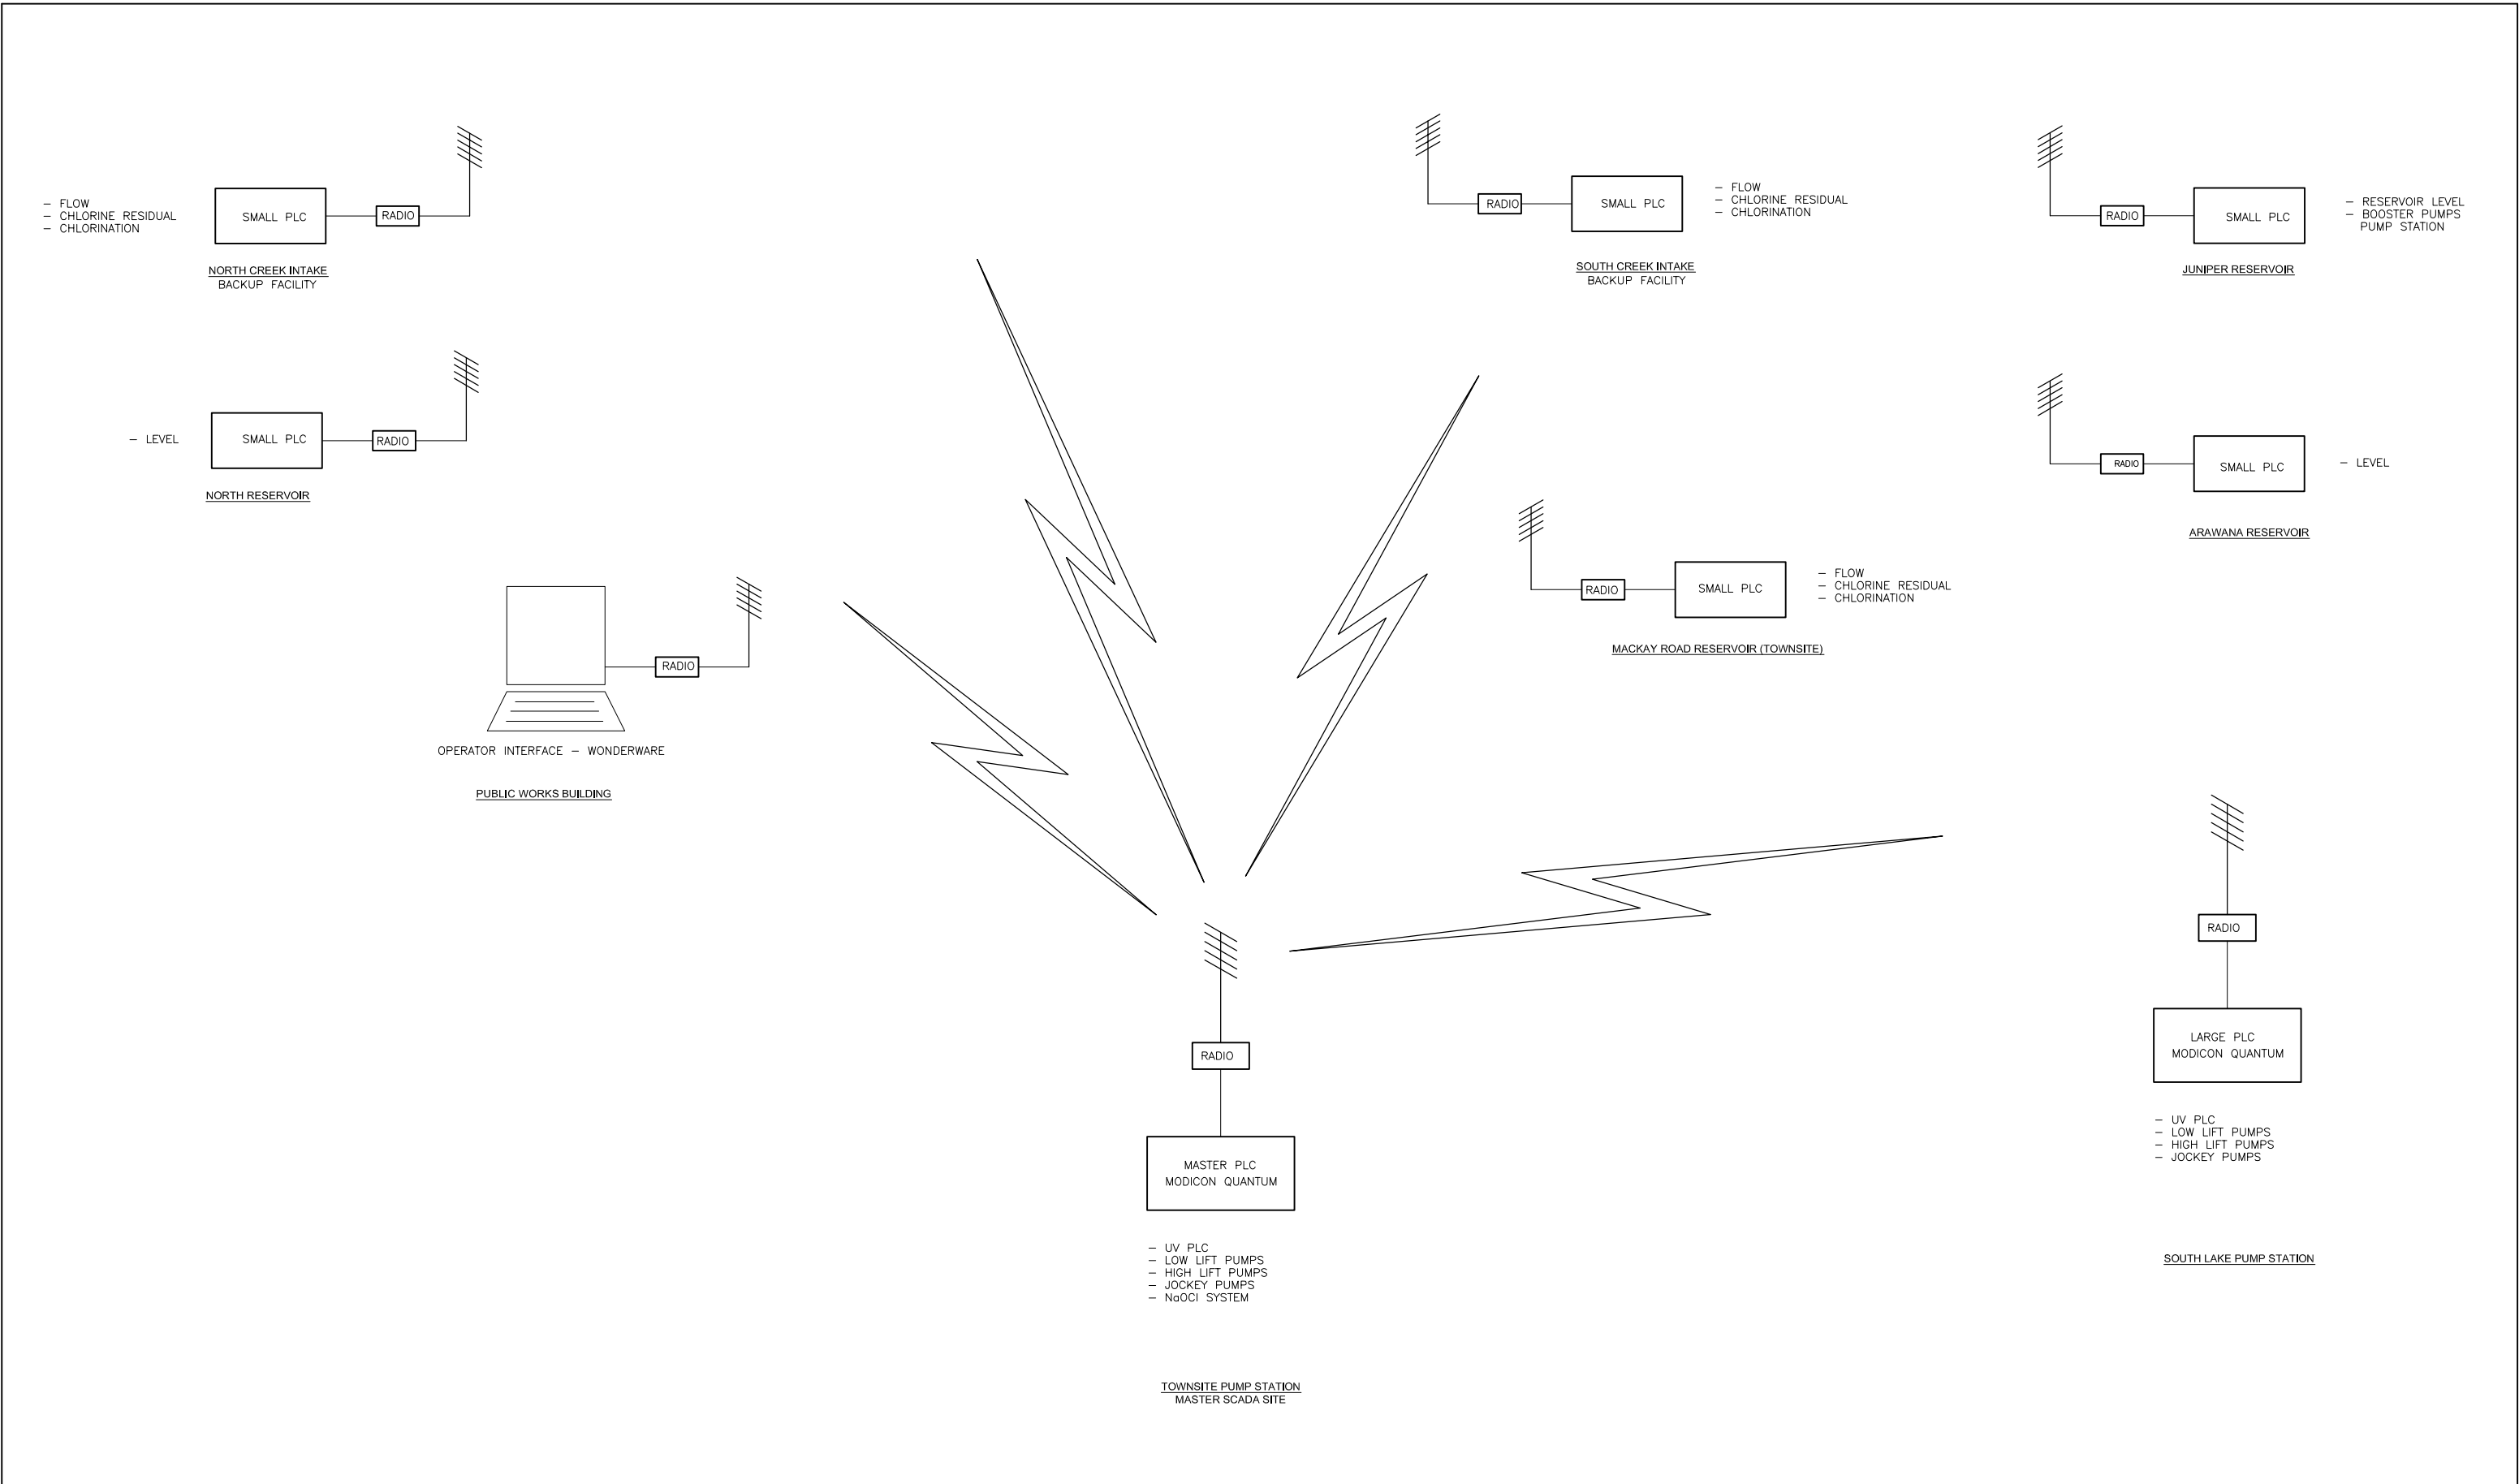 - FLOW
- CHLORINE RESIDUAL
- CHLORINATION
SMALL PLC
RADIO
NORTH CREEK INTAKE
BACKUP FACILITY
RADIO
SMALL PLC
- FLOW
- CHLORINE RESIDUAL
- CHLORINATION
SOUTH CREEK INTAKE
BACKUP FACILITY
RADIO
SMALL PLC
- RESERVOIR LEVEL
- BOOSTER PUMPS
PUMP STATION
JUNIPER RESERVOIR
- LEVEL
SMALL PLC
RADIO
NORTH RESERVOIR
RADIO
SMALL PLC
- LEVEL
ARAWANA RESERVOIR
RADIO
SMALL PLC
- FLOW
- CHLORINE RESIDUAL
- CHLORINATION
MACKAY ROAD RESERVOIR (TOWNSITE)
RADIO
OPERATOR INTERFACE - WONDERWARE
PUBLIC WORKS BUILDING
RADIO
LARGE PLC
MODICON QUANTUM
- UV PLC
- LOW LIFT PUMPS
- HIGH LIFT PUMPS
- JOCKEY PUMPS
SOUTH LAKE PUMP STATION
RADIO
MASTER PLC
MODICON QUANTUM
- UV PLC
- LOW LIFT PUMPS
- HIGH LIFT PUMPS
- JOCKEY PUMPS
- NaOCl SYSTEM
TOWNSITE PUMP STATION
MASTER SCADA SITE